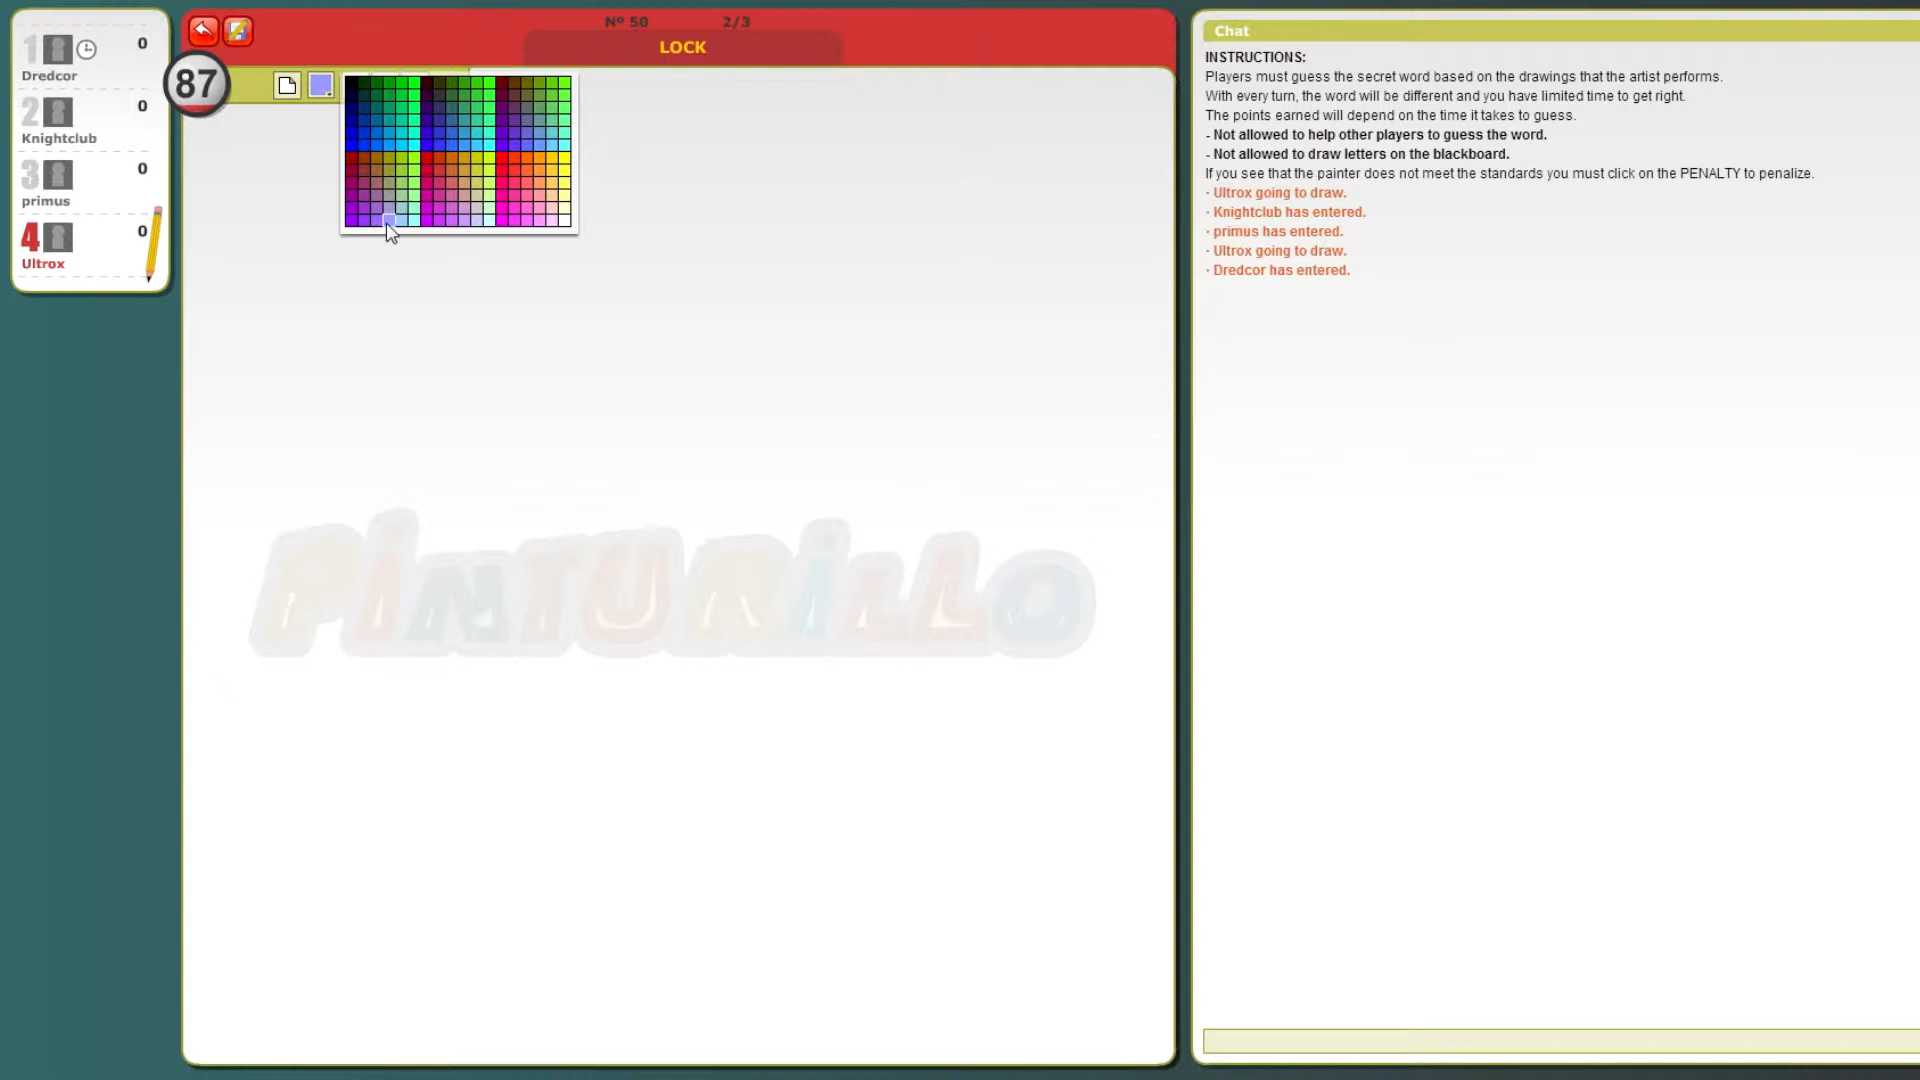 1
0
Dredcor
2
0
Knightclub
3
0
primus
4
0
Ultrox
Nº 50 2/3
LOCK
87
PiNTURiLLO
Chat
INSTRUCTIONS:
Players must guess the secret word based on the drawings that the artist performs.
With every turn, the word will be different and you have limited time to get right.
The points earned will depend on the time it takes to guess.
- Not allowed to help other players to guess the word.
- Not allowed to draw letters on the blackboard.
If you see that the painter does not meet the standards you must click on the PENALTY to penalize.
· Ultrox going to draw.
· Knightclub has entered.
· primus has entered.
· Ultrox going to draw.
· Dredcor has entered.